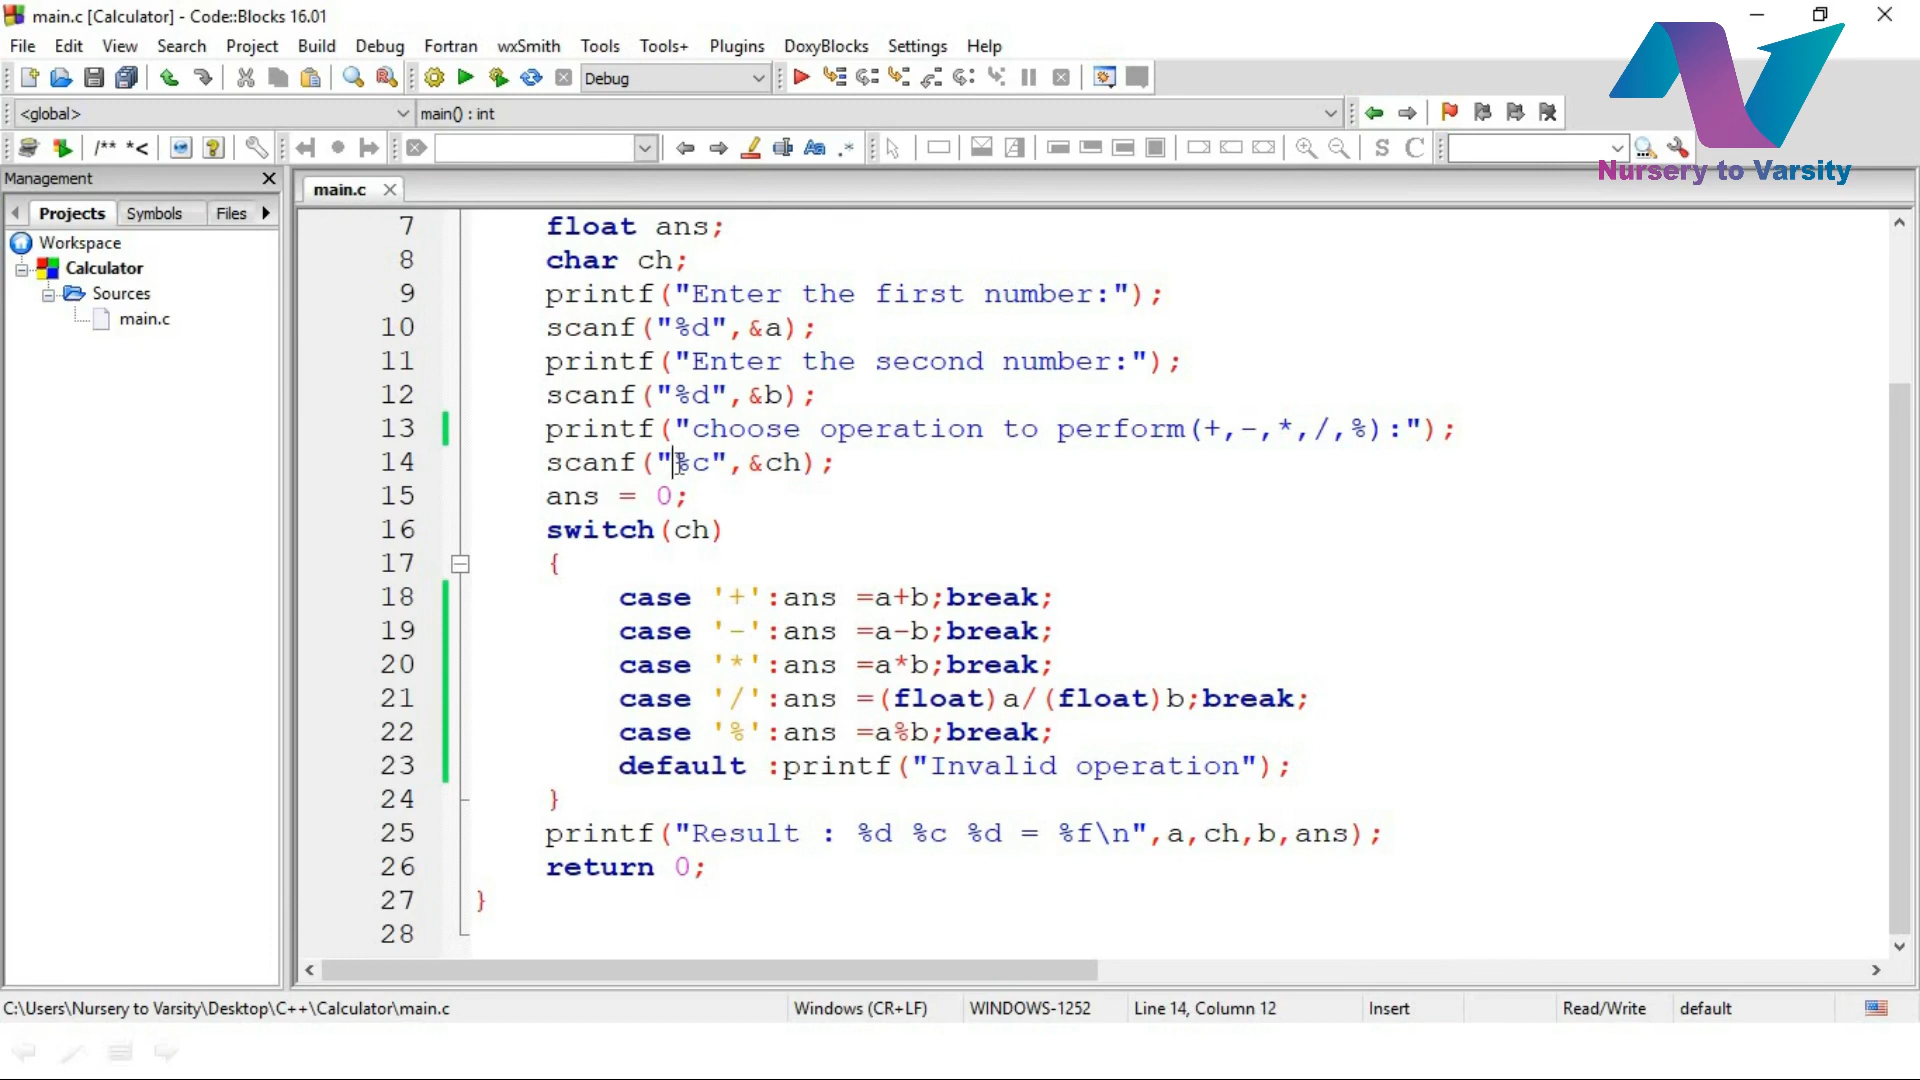 main.c [Calculator] - Code::Blocks 16.01
File Edit View Search Project Build Debug Fortran wxSmith Tools Tools+ Plugins DoxyBlocks Settings Help
Debug
<global> main() : int
/** *< Aa .* S C
Nursery to Varsity
Management
main.c
Projects Symbols Files
Workspace
Calculator
Sources
main.c
7 float ans;
8 char ch;
9 printf("Enter the first number:");
10 scanf("%d",&a);
11 printf("Enter the second number:");
12 scanf("%d",&b);
13 printf("choose operation to perform(+,-,*,/,%):");
14 scanf("%c",&ch);
15 ans = 0;
16 switch(ch)
17 {
18 case '+':ans =a+b;break;
19 case '-':ans =a-b;break;
20 case '*':ans =a*b;break;
21 case '/':ans =(float)a/(float)b;break;
22 case '%':ans =a%b;break;
23 default :printf("Invalid operation");
24 }
25 printf("Result : %d %c %d = %f\n",a,ch,b,ans);
26 return 0;
27 }
28
C:\Users\Nursery to Varsity\Desktop\C++\Calculator\main.c Windows (CR+LF) WINDOWS-1252 Line 14, Column 12 Insert Read/Write default